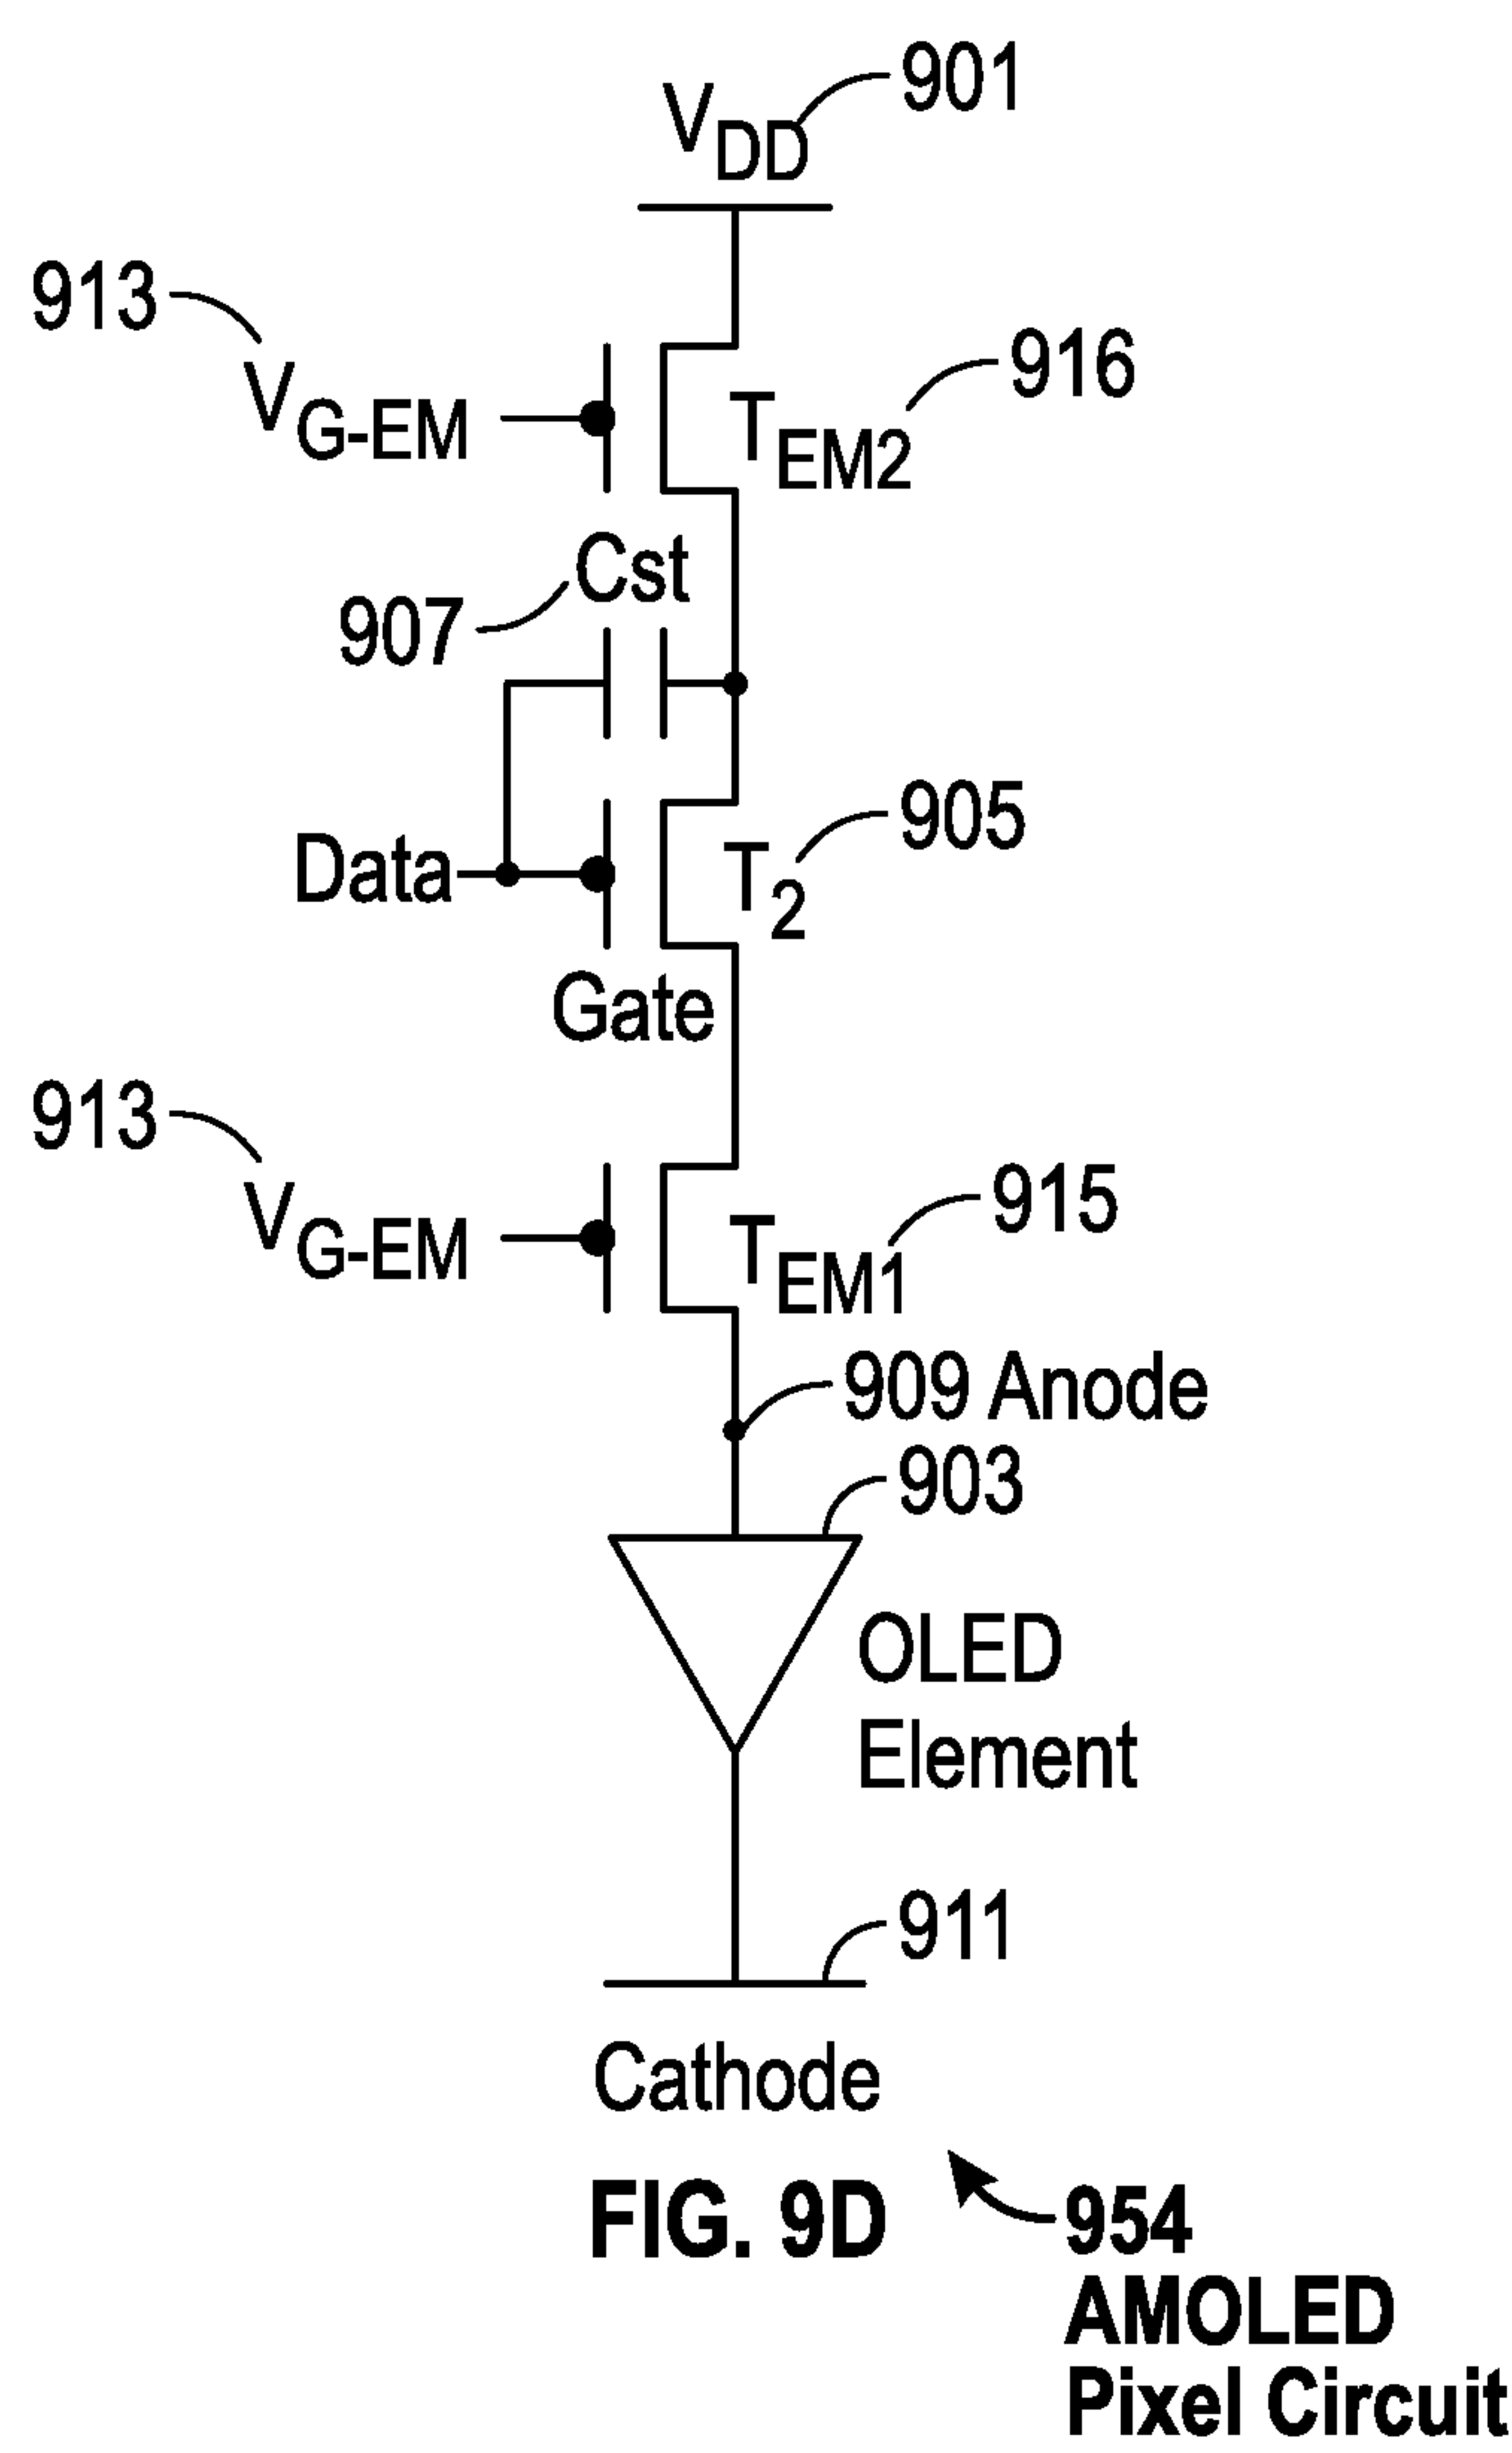 901
VDD
913
VG-EM
916
TEM2
Cst
907
905
Data
T2
Gate
913
VG-EM
915
TEM1
909 Anode
903
OLED
Element
911
Cathode
FIG. 9D
954
AMOLED
Pixel Circuit